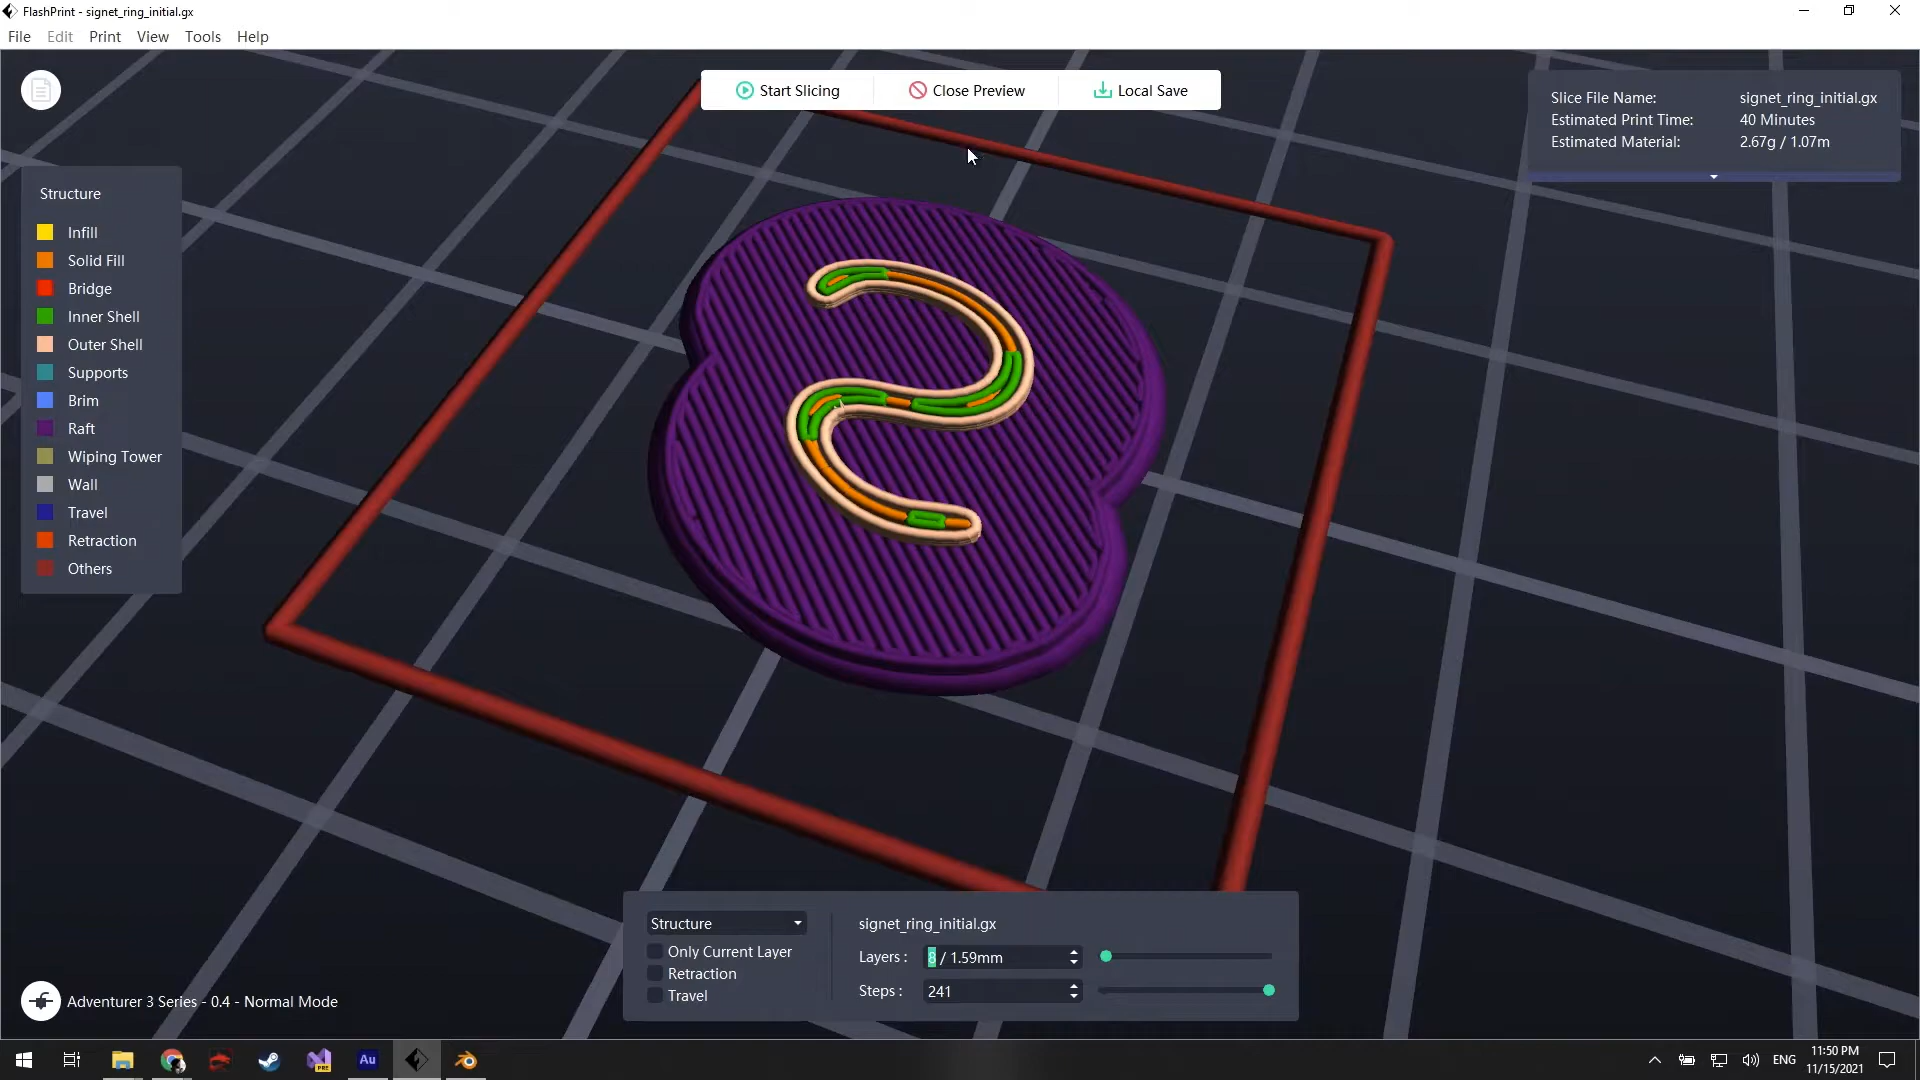 FlashPrint - signet_ring_initial.gx
File Edit Print View Tools Help
Start Slicing Close Preview Local Save
Slice File Name: signet_ring_initial.gx
Estimated Print Time: 40 Minutes
Estimated Material: 2.67g / 1.07m
Structure
Infill
Solid Fill
Bridge
Inner Shell
Outer Shell
Supports
Brim
Raft
Wiping Tower
Wall
Travel
Retraction
Others
Structure
Only Current Layer
Retraction
Travel
signet_ring_initial.gx
Layers : 8 / 1.59mm
Steps : 241
Adventurer 3 Series - 0.4 - Normal Mode
PRE
Au
ENG
11:50 PM
11/15/2021